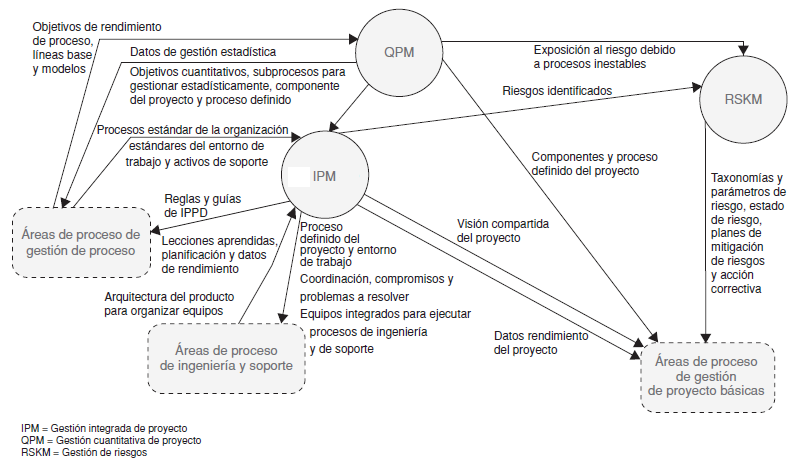 Objetivos de rendimiento
de proceso,
líneas base
y modelos
QPM
Datos de gestión estadística
Objetivos cuantitativos, subprocesos para
gestionar estadísticamente, componente
del proyecto y proceso definido
Exposición al riesgo debido
a procesos inestables
Riesgos identificados
RSKM
Procesos estándar de la organización
estándares del entorno de
trabajo y activos de soporte
IPM
Componentes y proceso
definido del proyecto
Taxonomías y
parámetros de
riesgo, estado
de riesgo,
planes de
mitigación
de riesgos
y acción
correctiva
Reglas y guías
de IPPD
Áreas de proceso de
gestión de proceso
Lecciones aprendidas,
planificación y datos
de rendimiento
Proceso
definido del
proyecto y entorno
de trabajo
Visión compartida
del proyecto
Coordinación, compromisos y
problemas a resolver
Arquitectura del producto
para organizar equipos
Equipos integrados para ejecutar
procesos de ingeniería
y de soporte
Datos rendimiento
del proyecto
Áreas de proceso
de ingeniería y soporte
Áreas de proceso
de gestión
de proyecto básicas
IPM = Gestión integrada de proyecto
QPM = Gestión cuantitativa de proyecto
RSKM = Gestión de riesgos